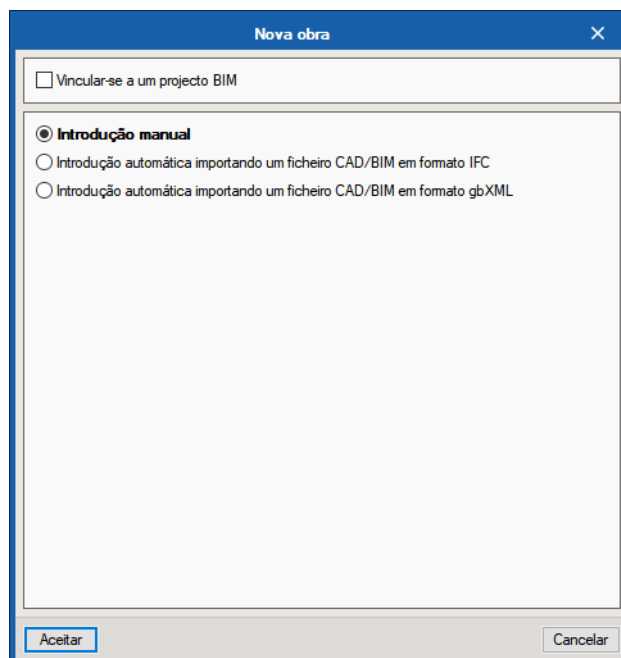 Nova obra
Vincular-se a um projecto BIM
Introdução manual
Introdução automática importando um ficheiro CAD/BIM em formato IFC
Introdução automática importando um ficheiro CAD/BIM em formato gbXML
Aceitar
Cancelar